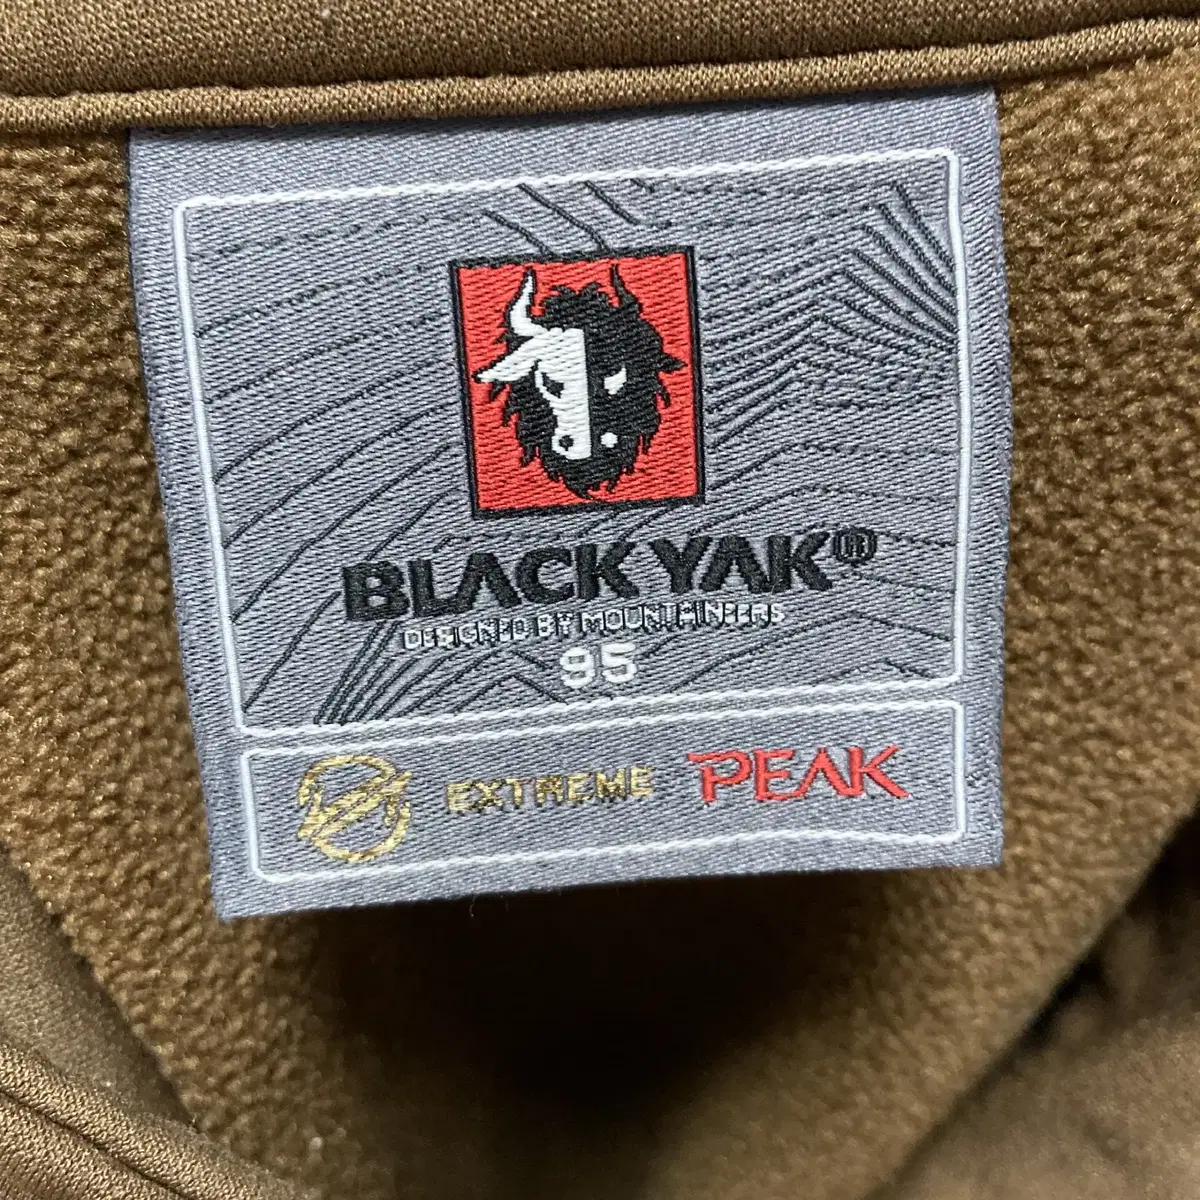 BLACK YAK®
DESIGNED BY MOUNTAINEERS
95
EXTREME PEAK